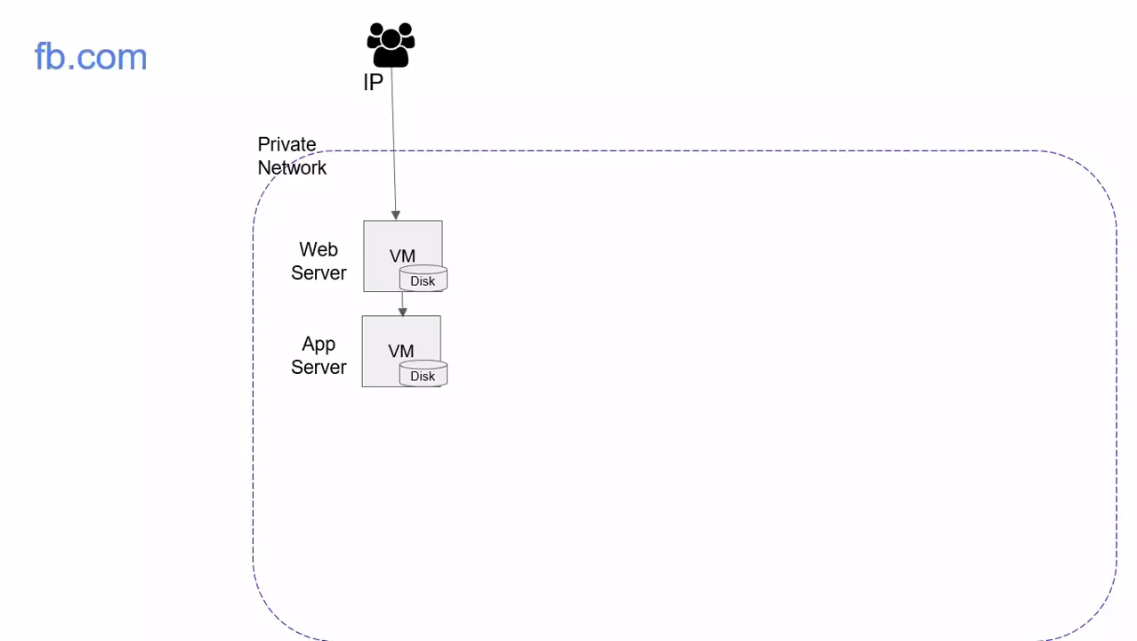 fb.com
IP
Private
Network
Web
Server
VM
Disk
App
Server
VM
Disk